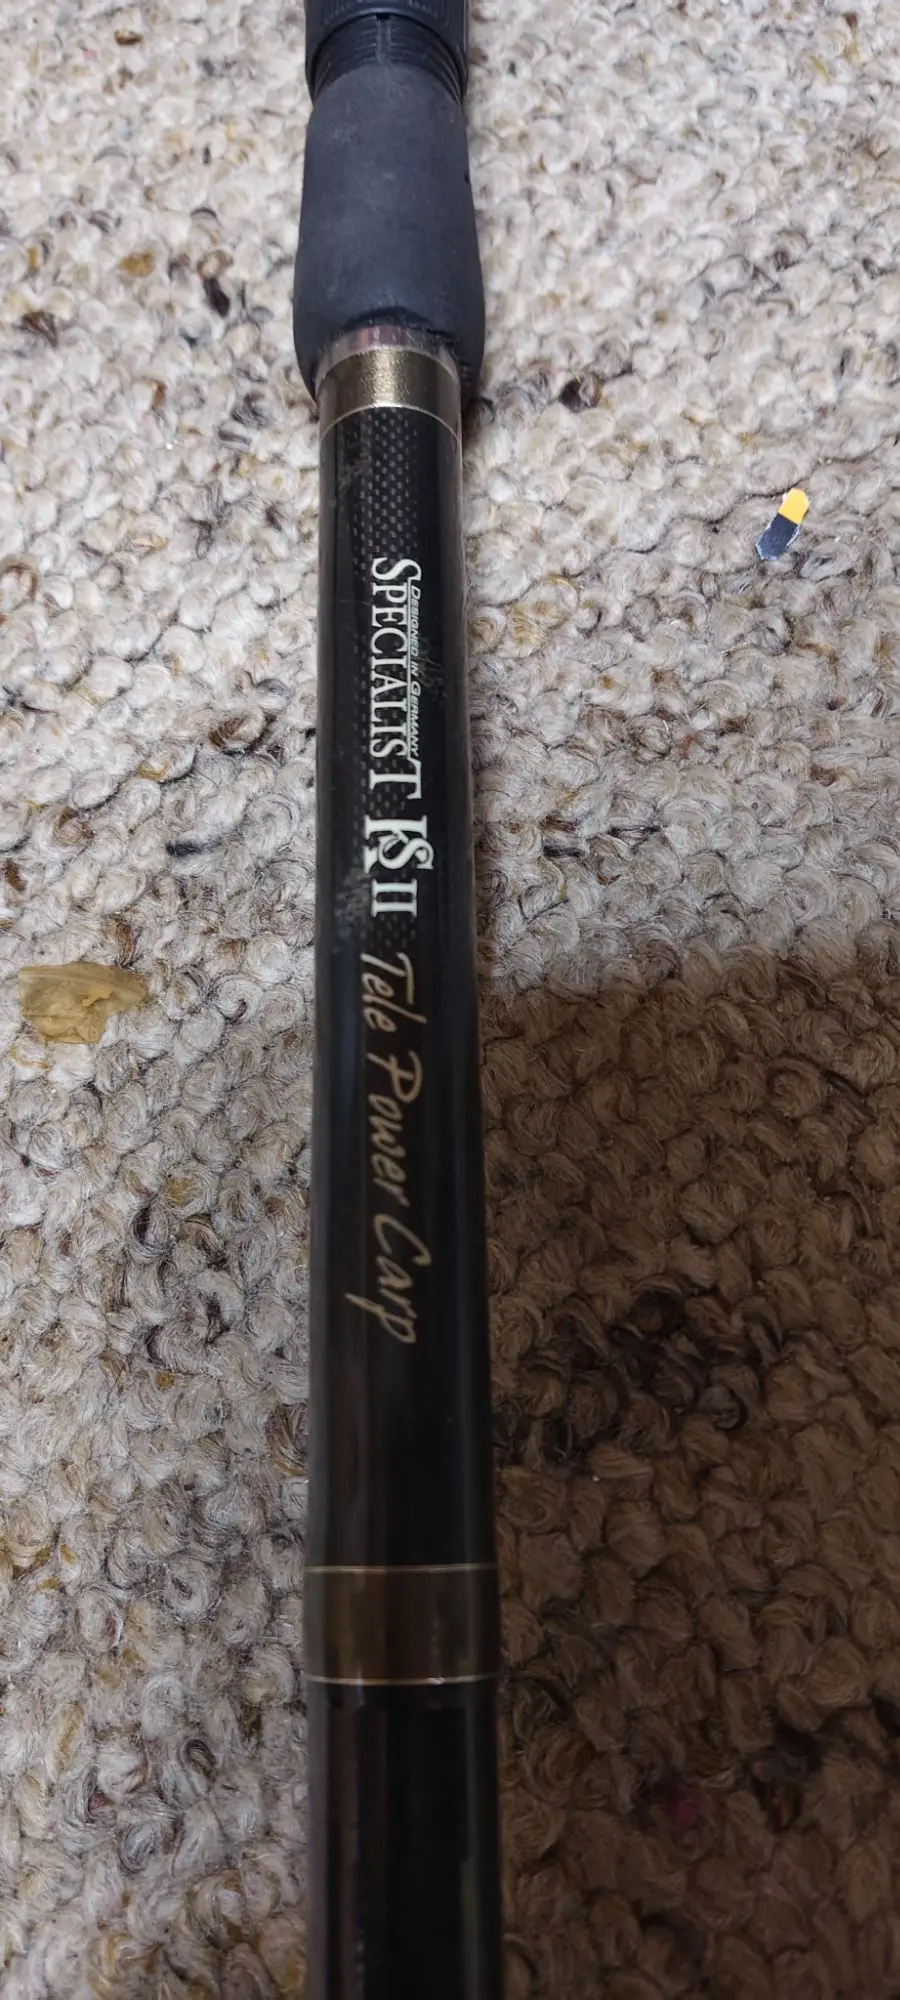 DESIGNED IN GERMANY
SPECIALIST KS II Tele Power Carp